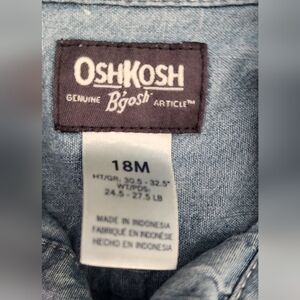 OSHKOSH
GENUINE B'gosh ARTICLE™
18M
HT/GR. 30.5 - 32.5"
WT/PDS:
24.5 - 27.5 LB
MADE IN INDONESIA
FABRIQUÉ EN INDONÉSIE
HECHO EN INDONESIA